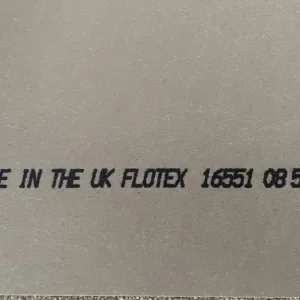 E IN THE UK FLOTEX 16551 08 5